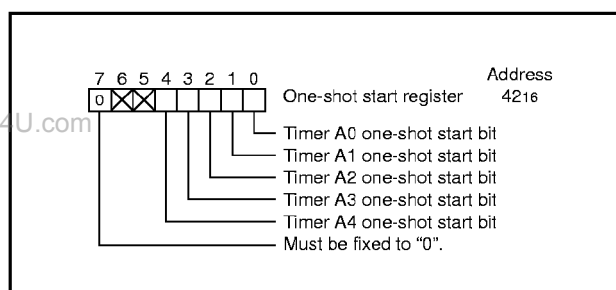 Address
7 6 5 4 3 2 1 0
0 One-shot start register 42₁₆
4U.com
Timer A0 one-shot start bit
Timer A1 one-shot start bit
Timer A2 one-shot start bit
Timer A3 one-shot start bit
Timer A4 one-shot start bit
Must be fixed to “0”.